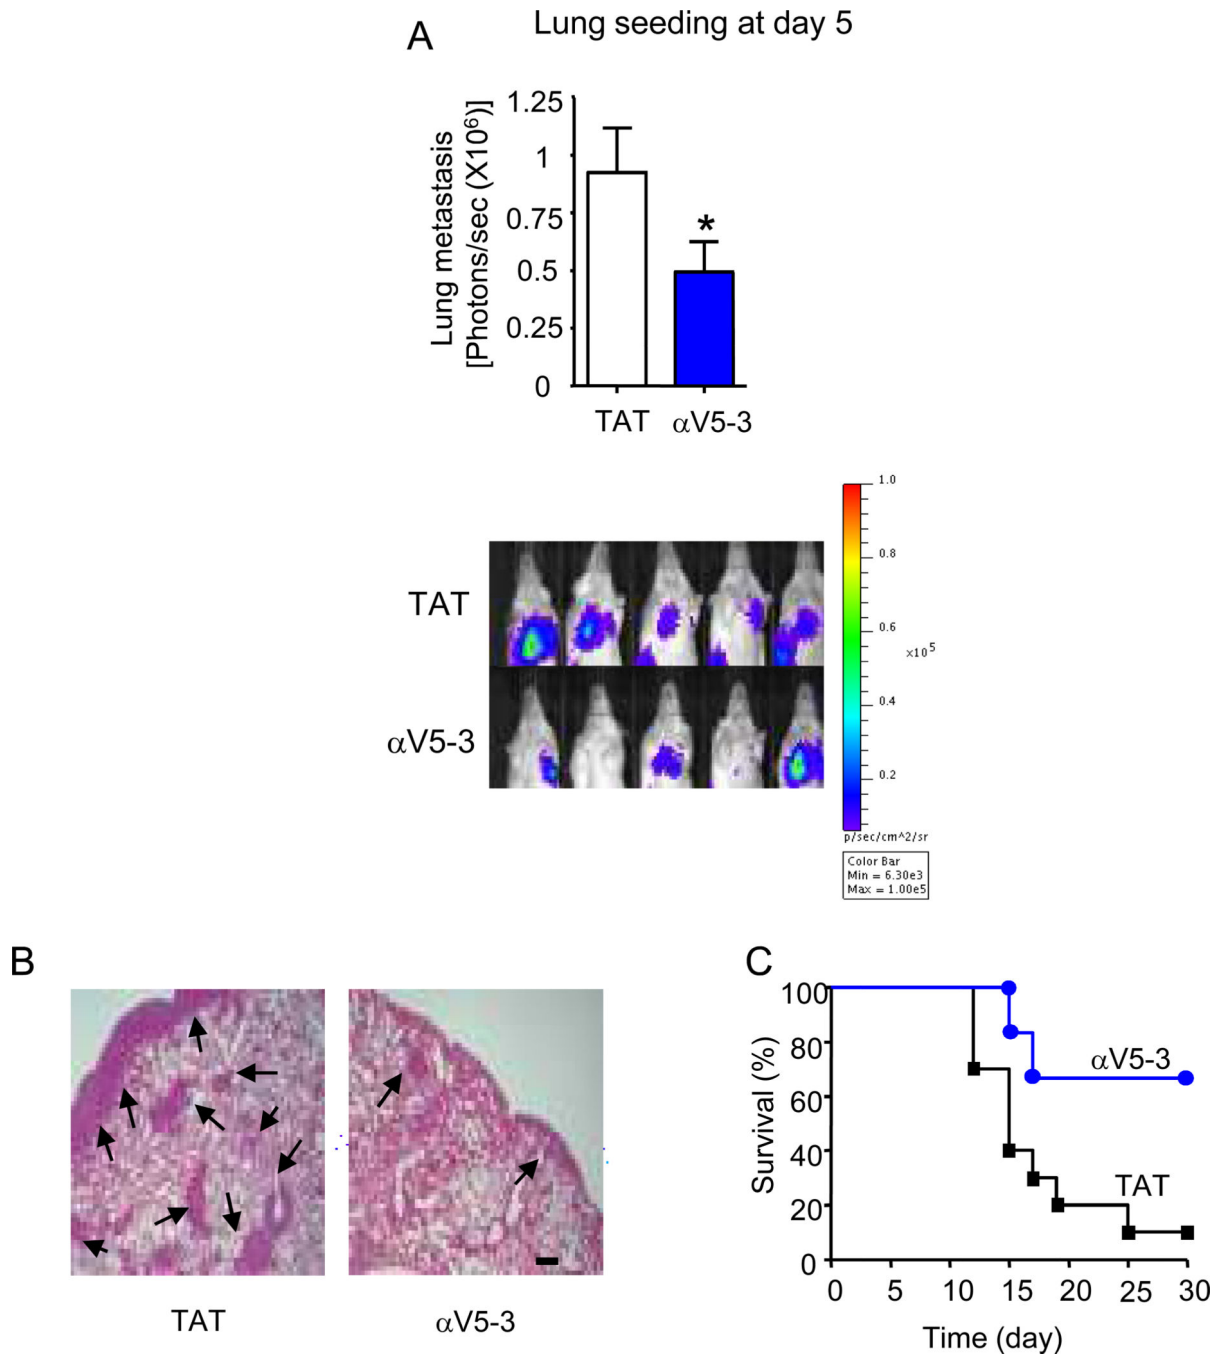 A
Lung seeding at day 5
Lung metastasis
[Photons/sec (X10⁶)]
1.25
1
0.75
0.5
0.25
0
*
TAT
αV5-3
TAT
αV5-3
1.0
0.8
0.6
×10⁵
0.4
0.2
p/sec/cm^2/sr
Color Bar
Min = 6.30e3
Max = 1.00e5
B
TAT
αV5-3
C
Survival (%)
100
80
60
40
20
0
αV5-3
TAT
0 5 10 15 20 25 30
Time (day)